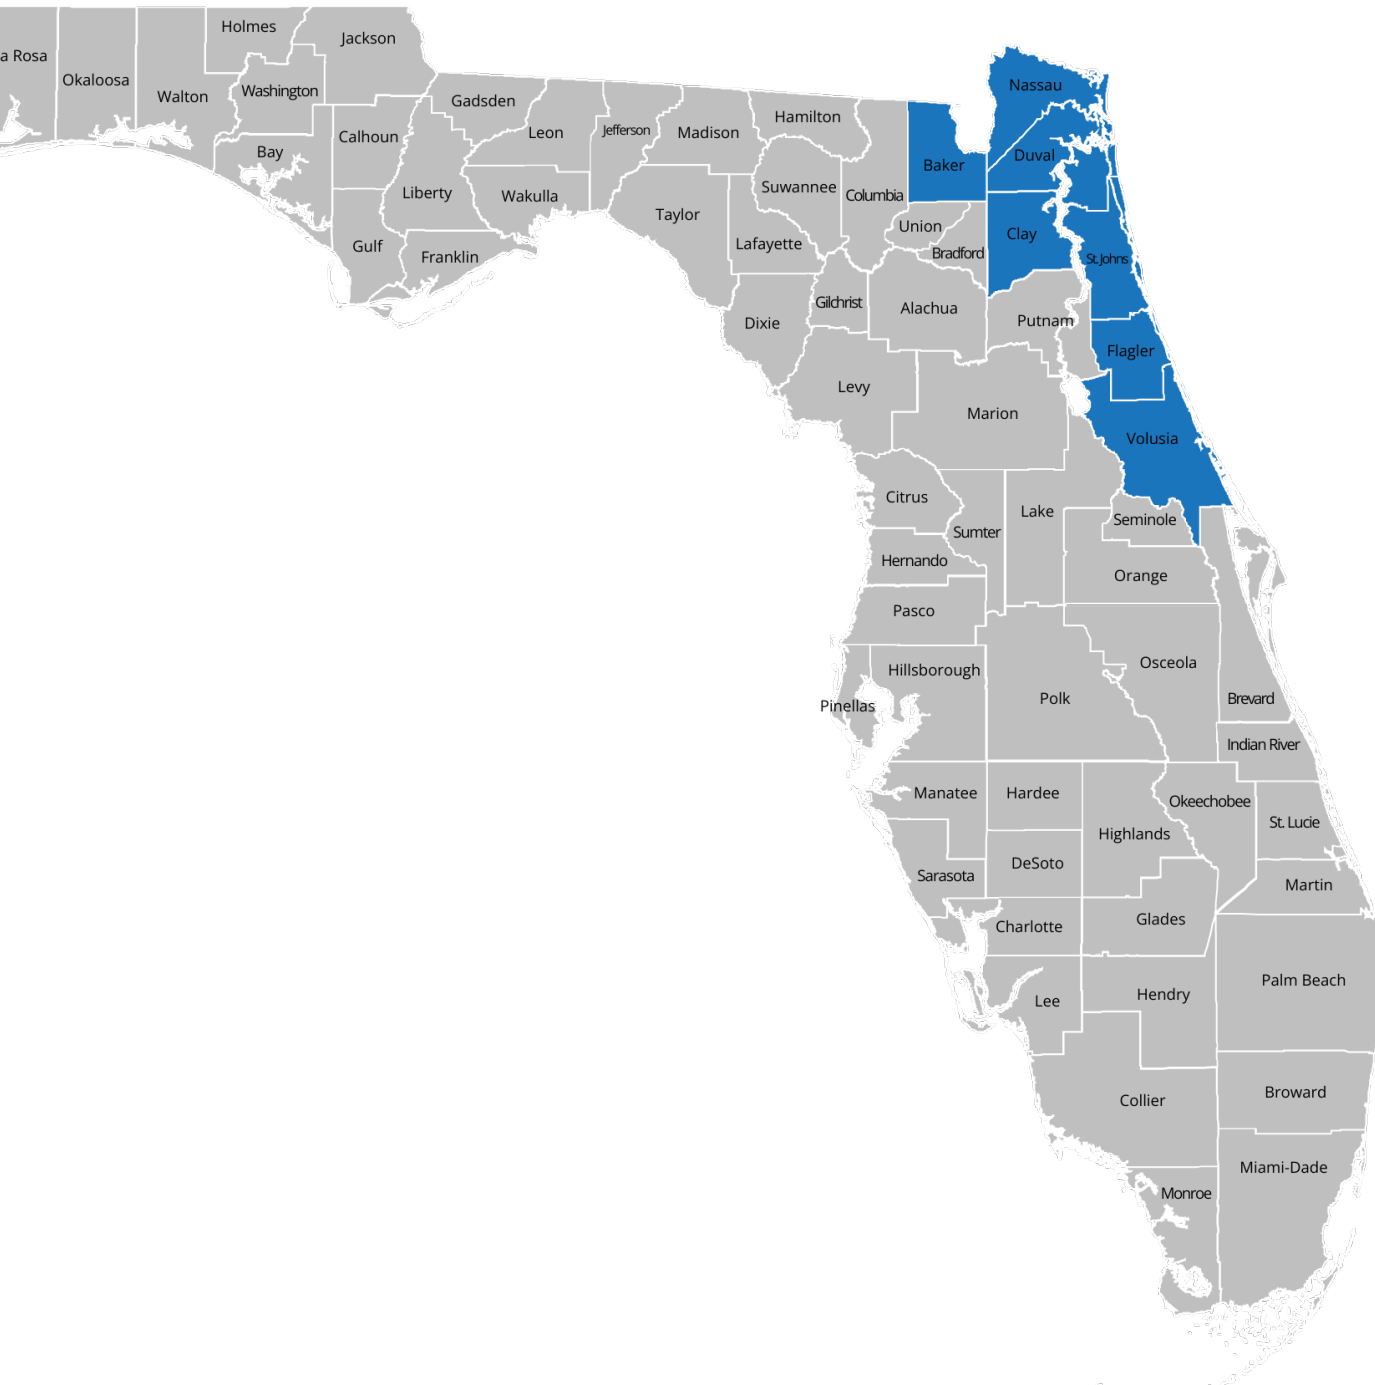 Holmes
Jackson
a Rosa
Okaloosa
Walton
Washington
Gadsden
Nassau
Hamilton
Leon
Jefferson
Madison
Calhoun
Bay
Duval
Baker
Liberty
Wakulla
Suwannee
Columbia
Taylor
Union
Clay
Lafayette
Gulf
Franklin
Bradford
St. Johns
Gilchrist
Alachua
Dixie
Putnam
Flagler
Levy
Marion
Volusia
Citrus
Lake
Seminole
Sumter
Hernando
Orange
Pasco
Osceola
Hillsborough
Polk
Brevard
Pinellas
Indian River
Manatee
Hardee
Okeechobee
St. Lucie
Highlands
DeSoto
Sarasota
Martin
Glades
Charlotte
Palm Beach
Hendry
Lee
Broward
Collier
Miami-Dade
Monroe